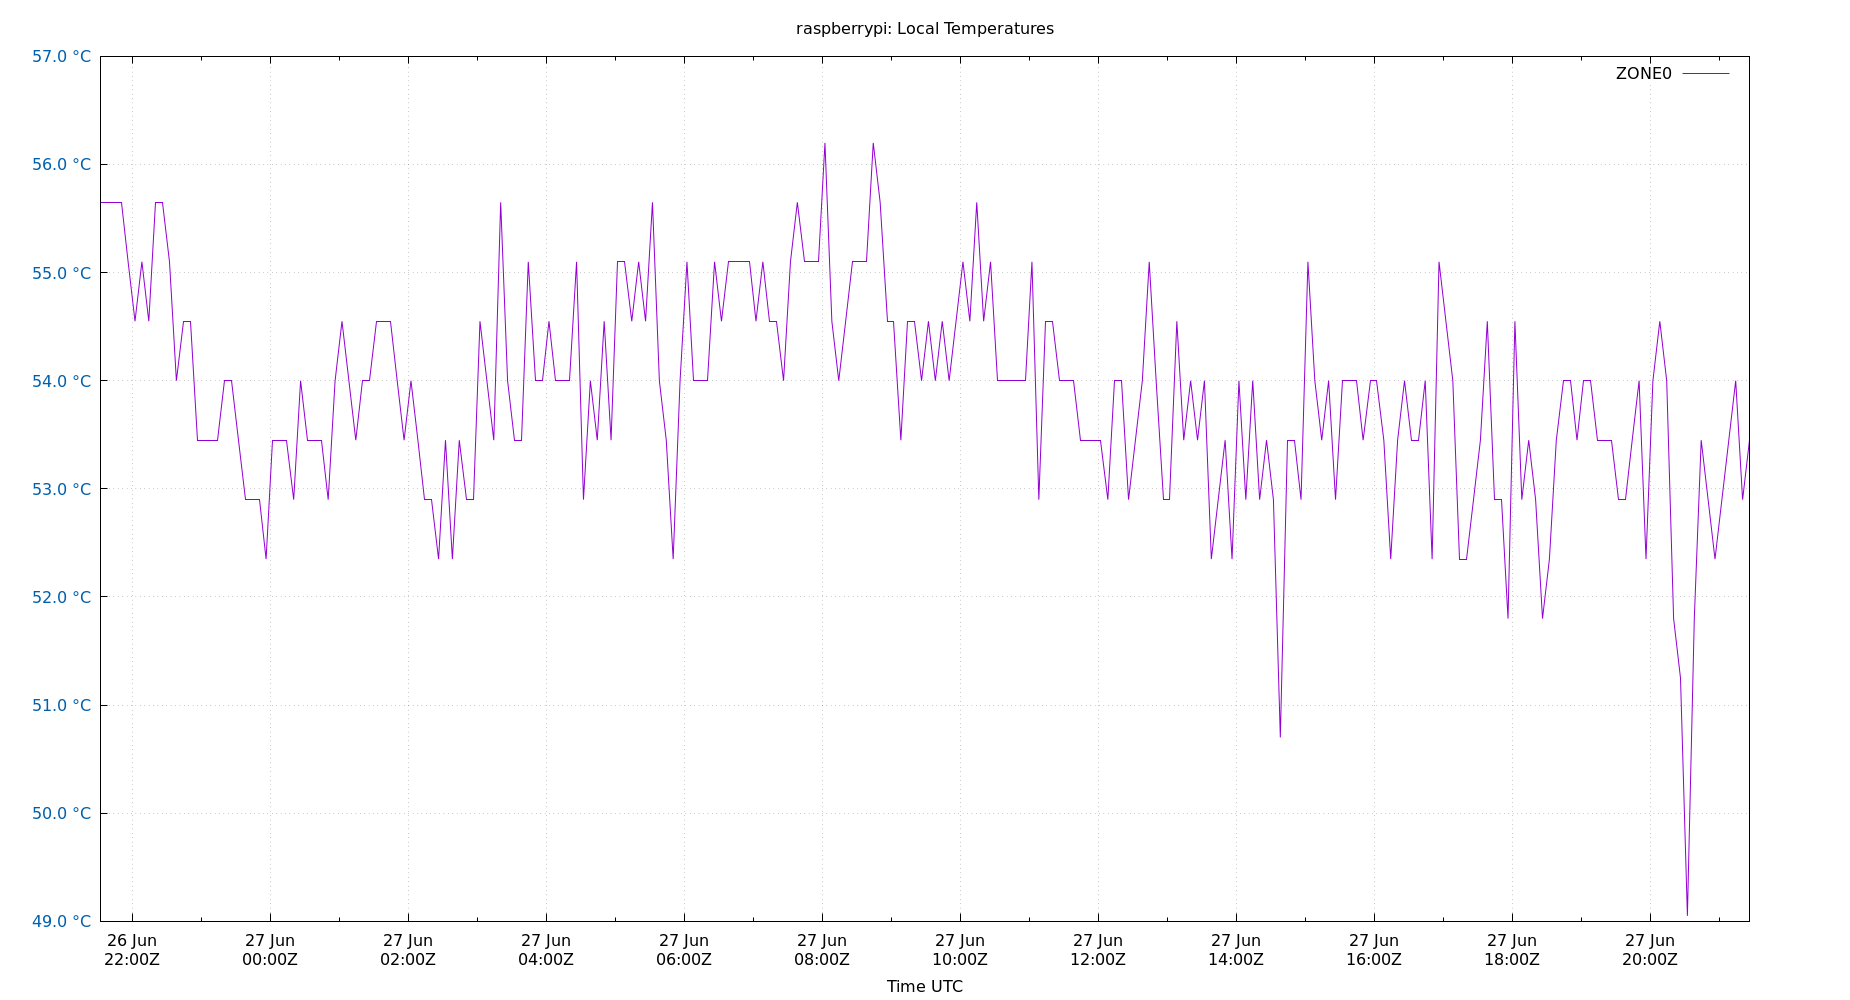 raspberrypi: Local Temperatures
57.0 °C
ZONE0
56.0 °C
55.0 °C
54.0 °C
53.0 °C
52.0 °C
51.0 °C
50.0 °C
49.0 °C
26 Jun 27 Jun 27 Jun 27 Jun 27 Jun 27 Jun 27 Jun 27 Jun 27 Jun 27 Jun 27 Jun 27 Jun
22:00Z 00:00Z 02:00Z 04:00Z 06:00Z 08:00Z 10:00Z 12:00Z 14:00Z 16:00Z 18:00Z 20:00Z
Time UTC